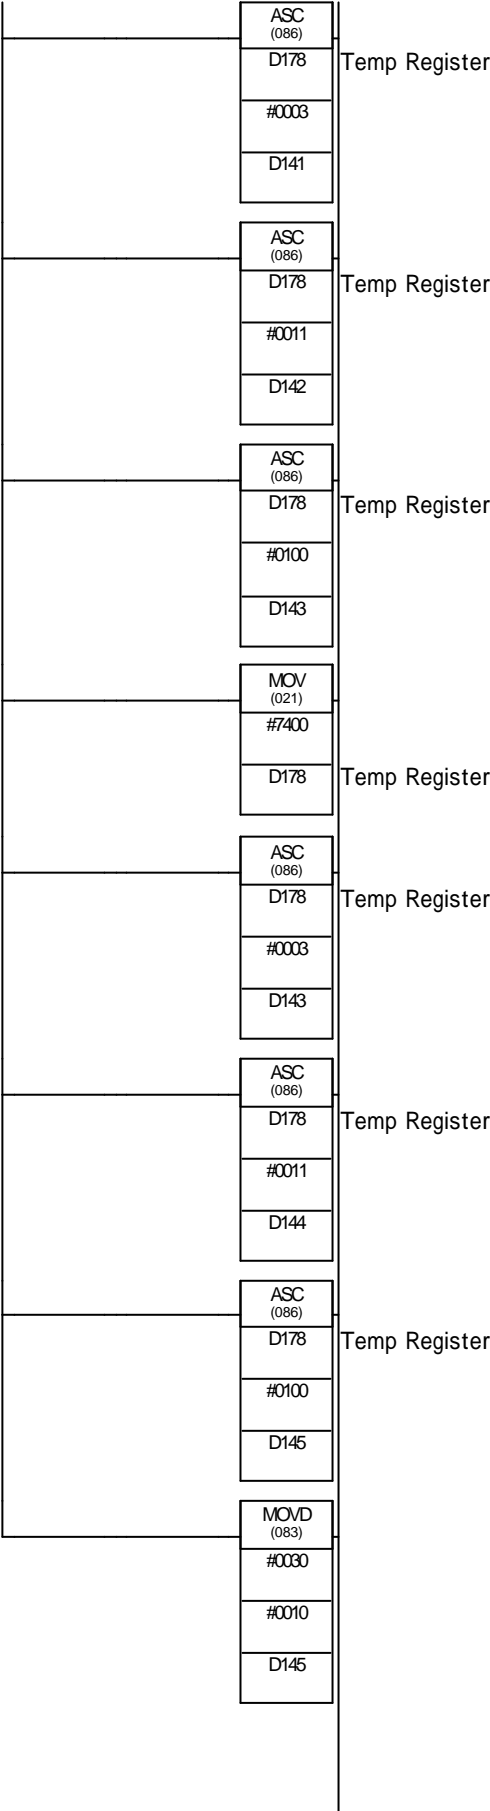 ASC
(086)
D178 Temp Register
#0003
D141
ASC
(086)
D178 Temp Register
#0011
D142
ASC
(086)
D178 Temp Register
#0100
D143
MOV
(021)
#7400
D178 Temp Register
ASC
(086)
D178 Temp Register
#0003
D143
ASC
(086)
D178 Temp Register
#0011
D144
ASC
(086)
D178 Temp Register
#0100
D145
MOVD
(083)
#0030
#0010
D145